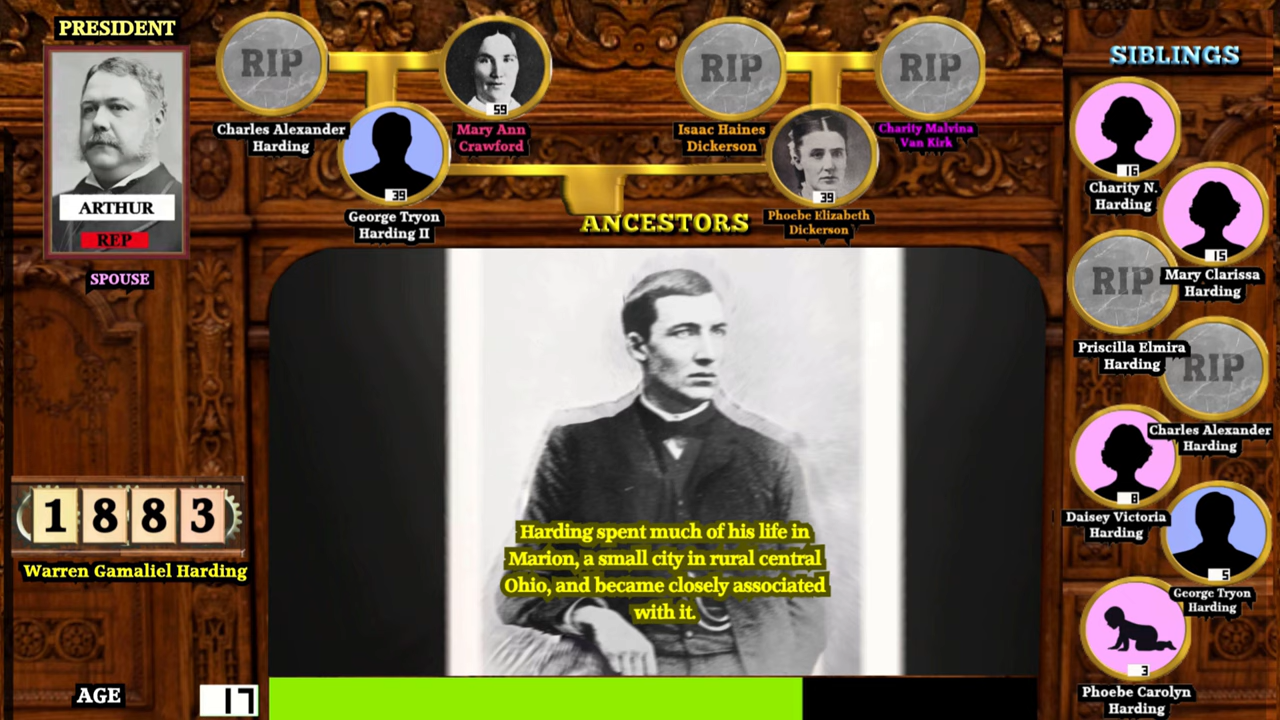 PRESIDENT
ARTHUR
REP
SPOUSE
1883
Warren Gamaliel Harding
AGE
17
RIP
Charles Alexander
Harding
59
Mary Ann
Crawford
39
George Tryon
Harding II
RIP
Isaac Haines
Dickerson
RIP
Charity Malvina
Van Kirk
39
Phoebe Elizabeth
Dickerson
ANCESTORS
Harding spent much of his life in
Marion, a small city in rural central
Ohio, and became closely associated
with it.
SIBLINGS
16
Charity N.
Harding
15
Mary Clarissa
Harding
RIP
Priscilla Elmira
Harding
RIP
Charles Alexander
Harding
8
Daisey Victoria
Harding
5
George Tryon
Harding
3
Phoebe Carolyn
Harding